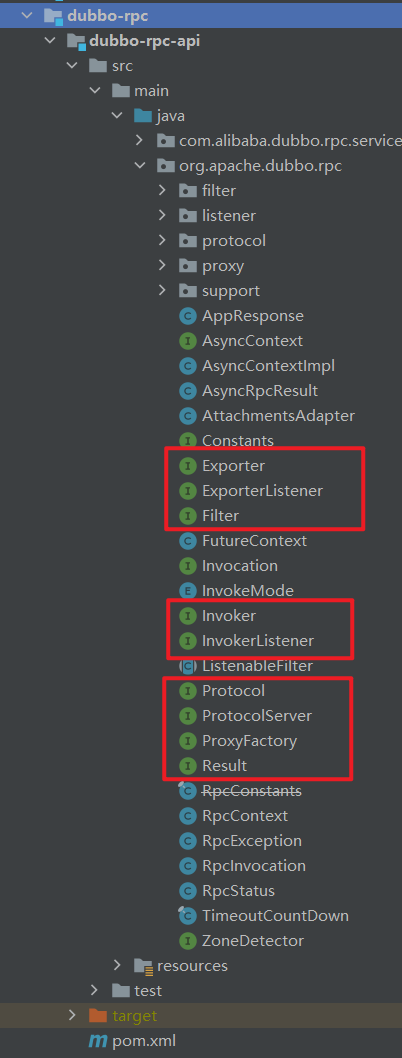 dubbo-rpc
dubbo-rpc-api
src
main
java
com.alibaba.dubbo.rpc.service
org.apache.dubbo.rpc
filter
listener
protocol
proxy
support
C AppResponse
I AsyncContext
C AsyncContextImpl
C AsyncRpcResult
C AttachmentsAdapter
I Constants
I Exporter
I ExporterListener
I Filter
C FutureContext
I Invocation
E InvokeMode
I Invoker
I InvokerListener
C ListenableFilter
I Protocol
I ProtocolServer
I ProxyFactory
I Result
C RpcConstants
C RpcContext
C RpcException
C RpcInvocation
C RpcStatus
C TimeoutCountDown
I ZoneDetector
resources
test
target
m pom.xml